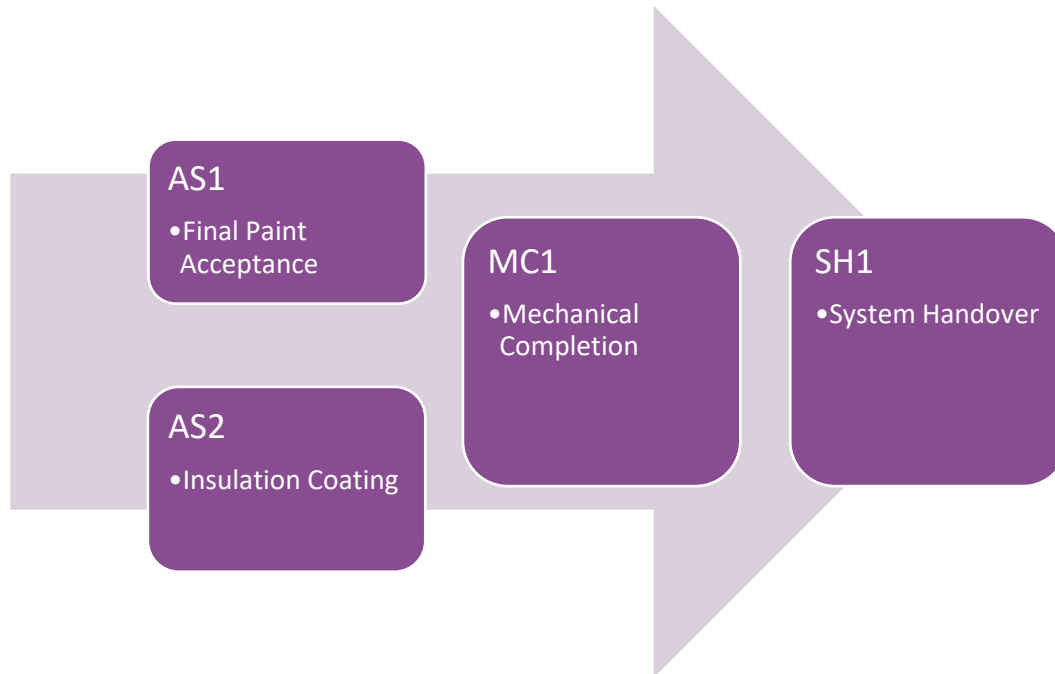 AS1
•Final Paint
Acceptance
AS2
•Insulation Coating
MC1
•Mechanical
Completion
SH1
•System Handover